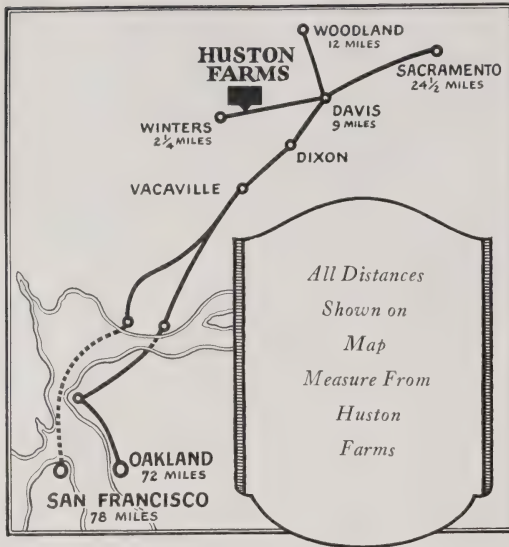 WOODLAND
12 MILES
HUSTON
FARMS
SACRAMENTO
24½ MILES
DAVIS
9 MILES
WINTERS
2¼ MILES
DIXON
VACAVILLE
All Distances
Shown on
Map
Measure From
Huston
Farms
OAKLAND
72 MILES
SAN FRANCISCO
78 MILES